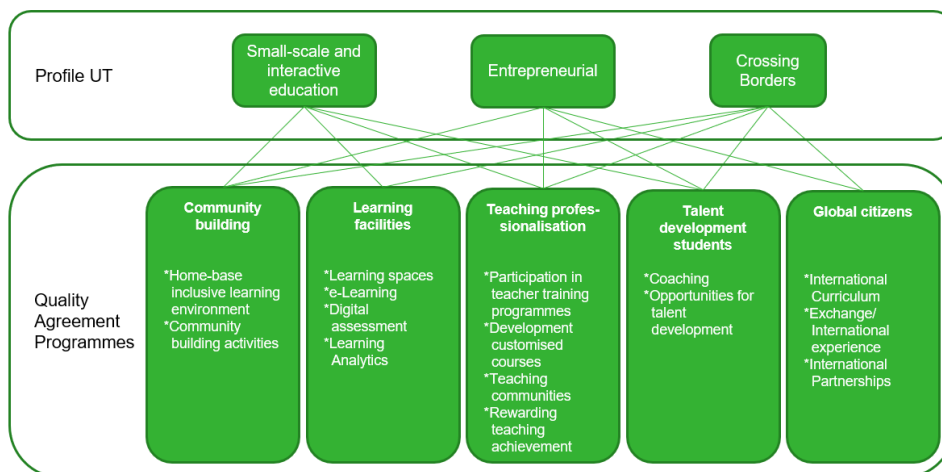 Profile UT
Small-scale and
interactive
education
Entrepreneurial
Crossing
Borders
Quality
Agreement
Programmes
Community
building
*Home-base
inclusive learning
environment
*Community
building activities
Learning
facilities
*Learning spaces
*e-Learning
*Digital
assessment
*Learning
Analytics
Teaching profes-
sionalisation
*Participation in
teacher training
programmes
*Development
customised
courses
*Teaching
communities
*Rewarding
teaching
achievement
Talent
development
students
*Coaching
*Opportunities for
talent
development
Global citizens
*International
Curriculum
*Exchange/
International
experience
*International
Partnerships